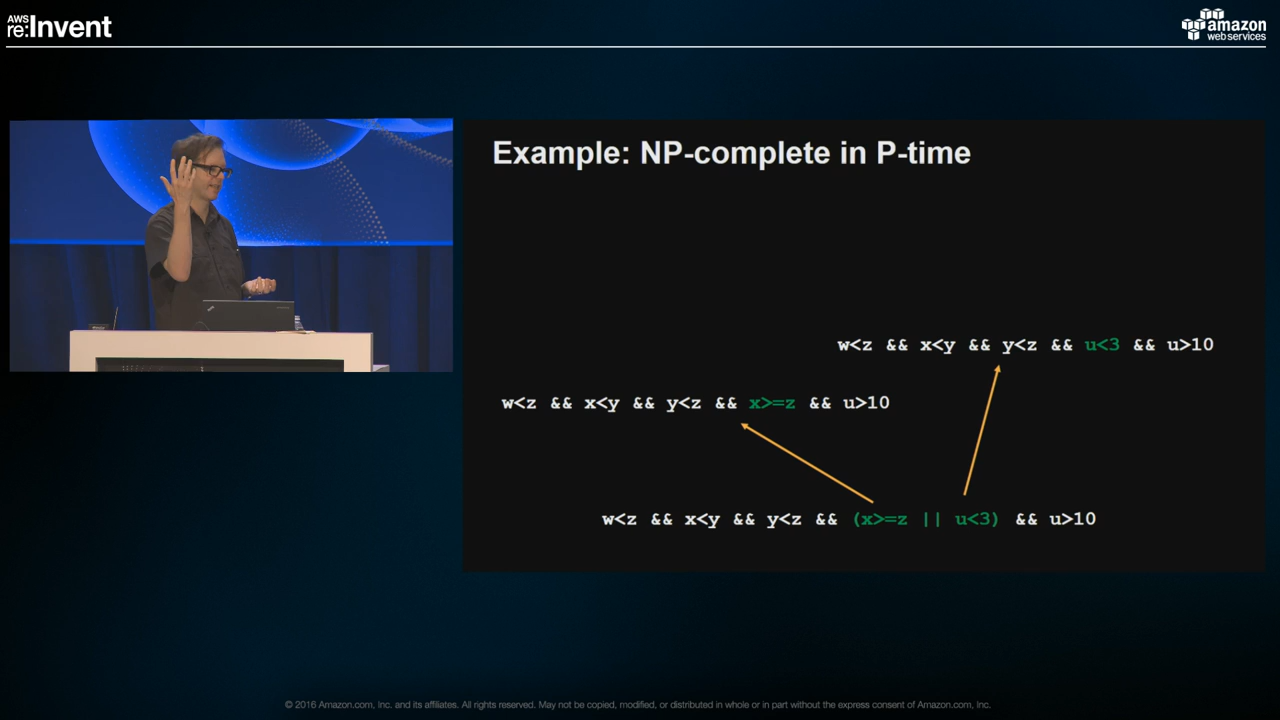 AWS
re:Invent
amazon
web services
Example: NP-complete in P-time
w<z && x<y && y<z && u<3 && u>10
w<z && x<y && y<z && x>=z && u>10
w<z && x<y && y<z && (x>=z || u<3) && u>10
© 2016 Amazon.com, Inc. and its affiliates. All rights reserved. May not be copied, modified, or distributed in whole or in part without the express consent of Amazon.com, Inc.